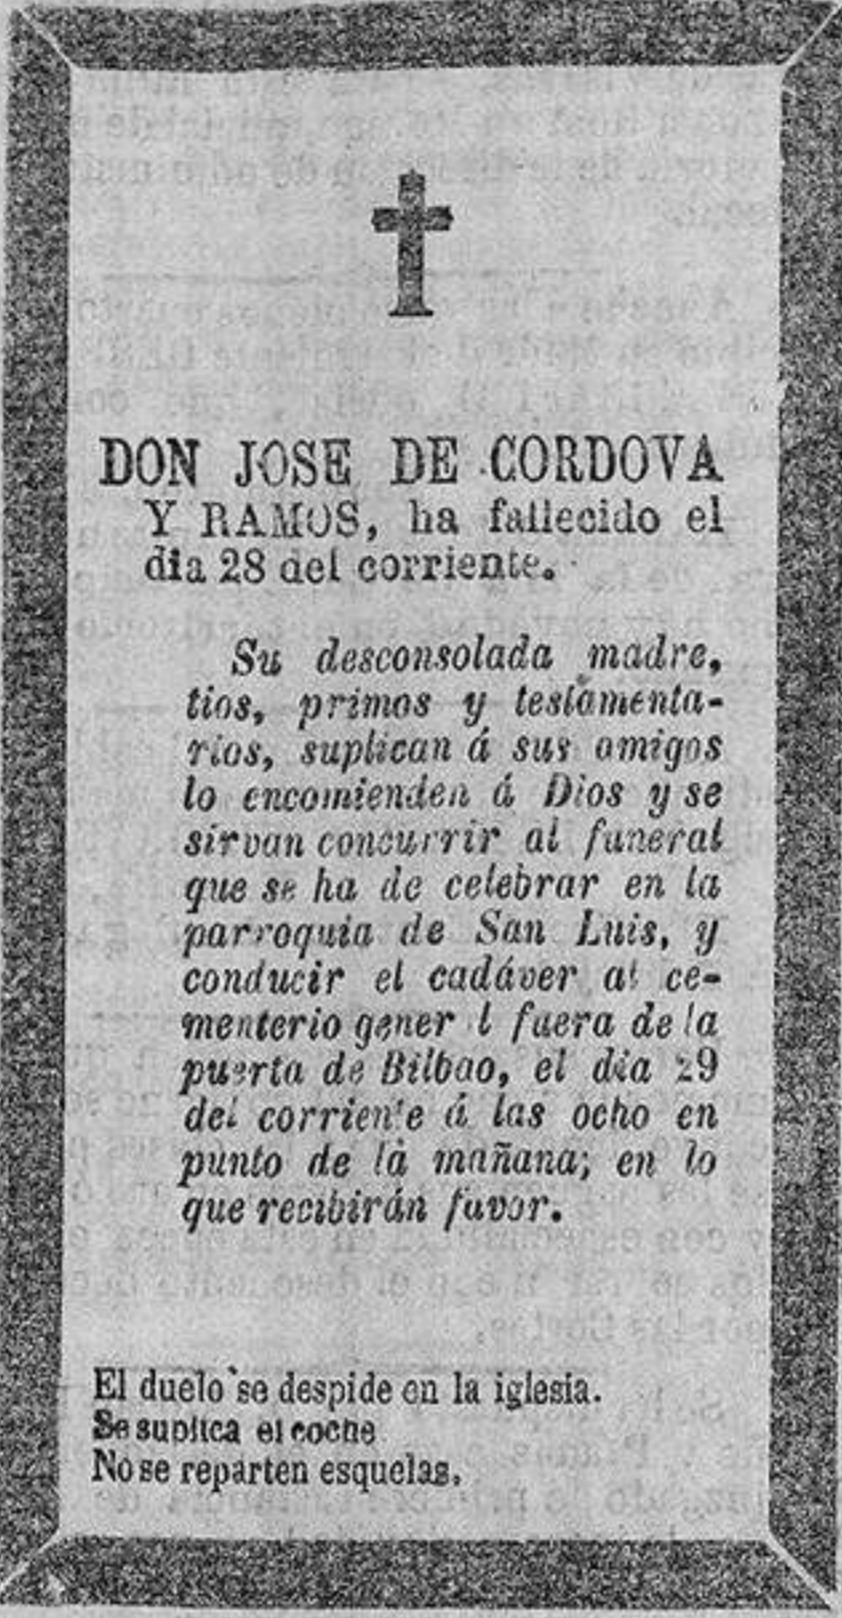 DON JOSE DE CORDOVA
Y RAMOS, ha fallecido el
dia 28 del corriente.
Su desconsolada madre,
tios, primos y testamenta-
rios, suplican á sus amigos
lo encomienden á Dios y se
sirvan concurrir al funeral
que se ha de celebrar en la
parroquia de San Luis, y
conducir el cadáver al ce-
menterio gener l fuera de la
puerta de Bilbao, el dia 29
del corriente á las ocho en
punto de la mañana; en lo
que recibirán favor.
El duelo se despide en la iglesia.
Se suplica el coche
No se reparten esquelas.